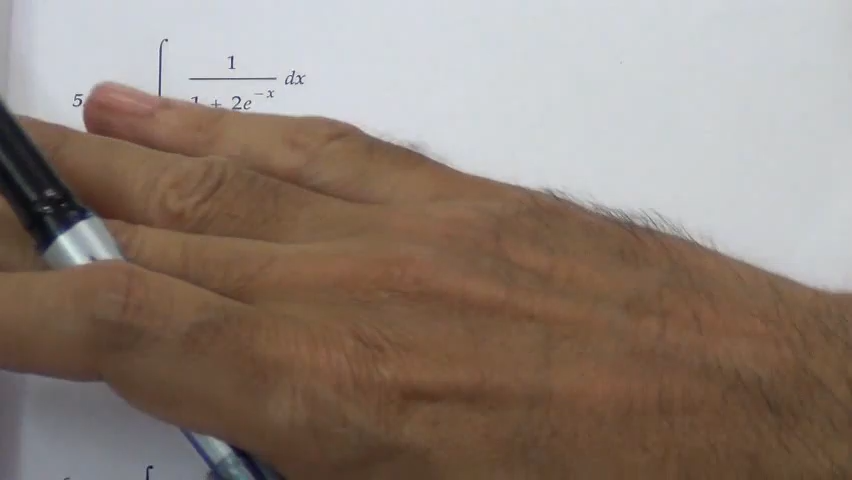 5 ∫ 1 / (1 + 2e^{-x}) dx
∫